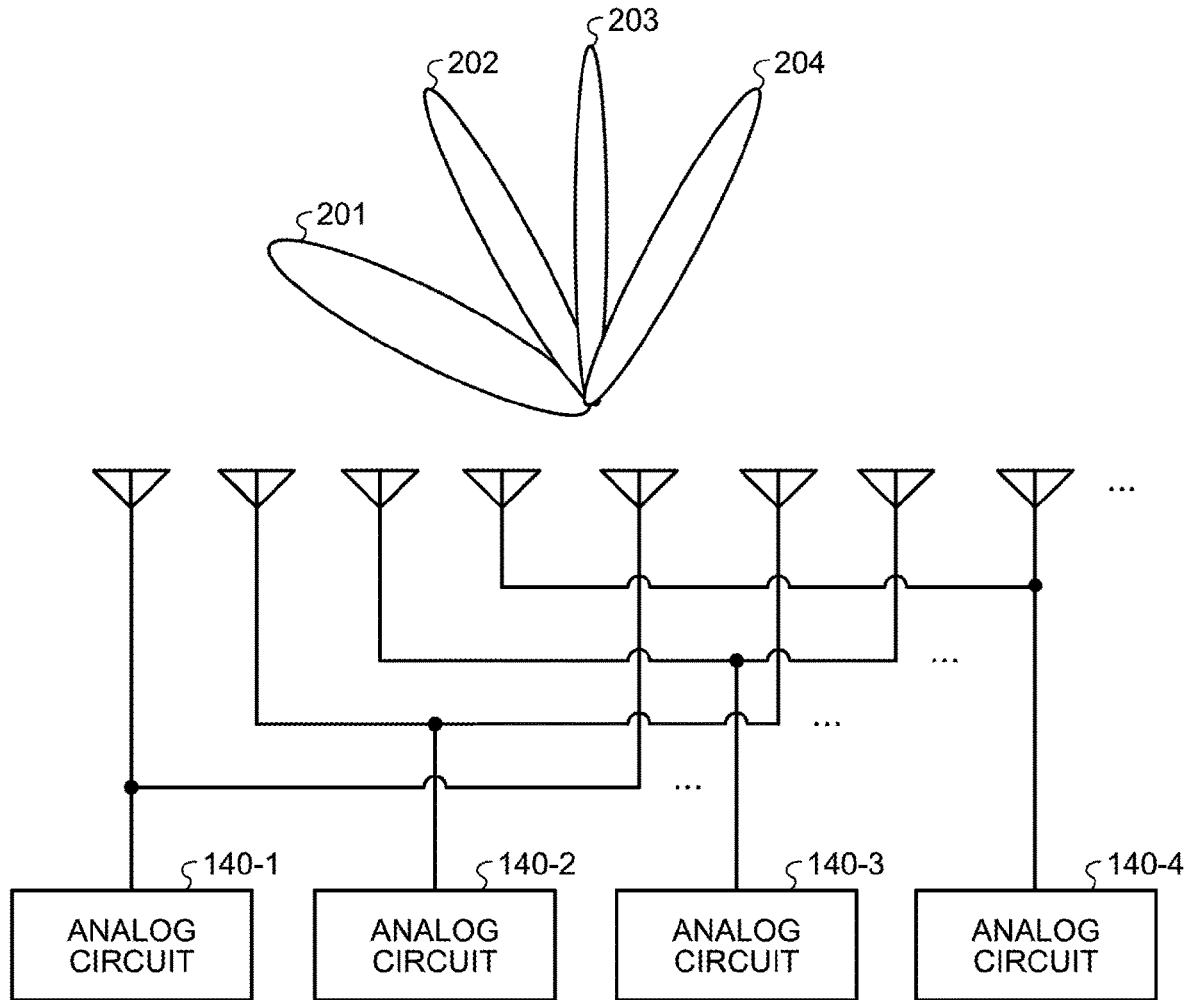 203
202
204
201
...
...
...
...
140-1
140-2
140-3
140-4
ANALOG
CIRCUIT
ANALOG
CIRCUIT
ANALOG
CIRCUIT
ANALOG
CIRCUIT